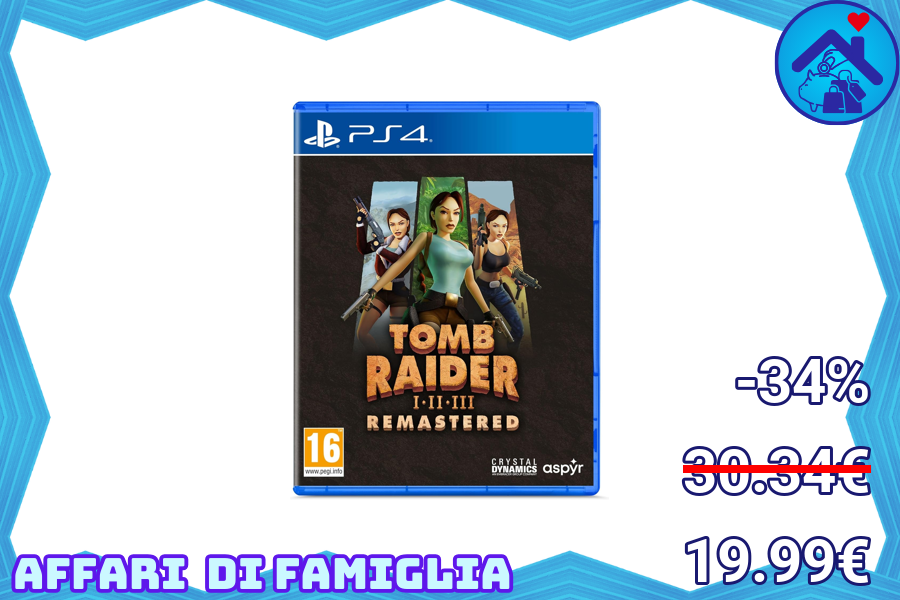 PS4
TOMB
RAIDER
I·II·III
REMASTERED
16
www.pegi.info
CRYSTAL
DYNAMICS
aspyr
-34%
30.34€
19.99€
AFFARI DI FAMIGLIA